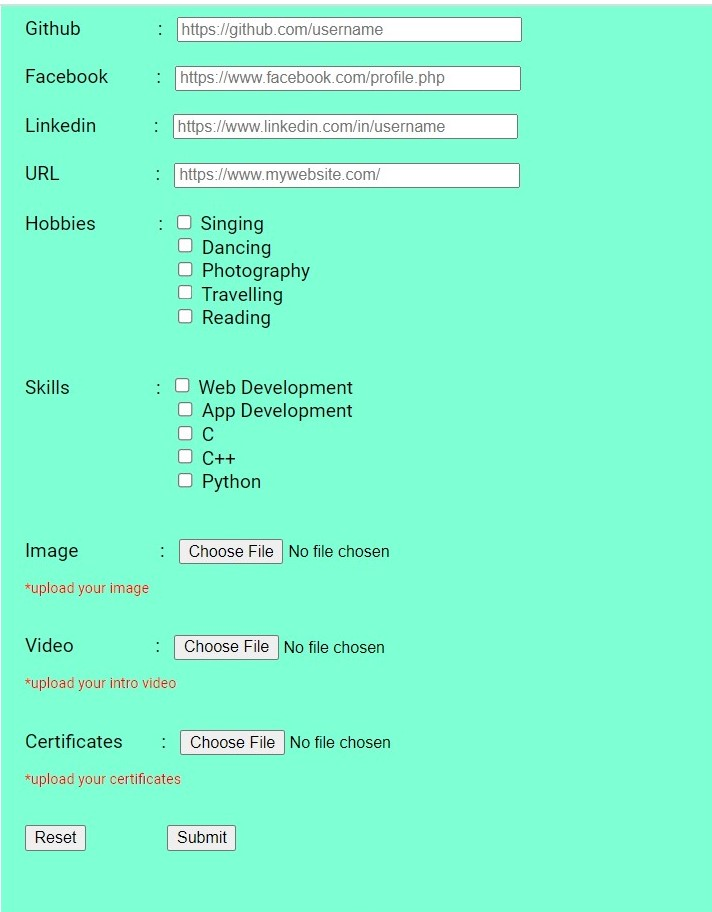 Github : https://github.com/username
Facebook : https://www.facebook.com/profile.php
Linkedin : https://www.linkedin.com/in/username
URL : https://www.mywebsite.com/
Hobbies : Singing
Dancing
Photography
Travelling
Reading
Skills : Web Development
App Development
C
C++
Python
Image : Choose File No file chosen
*upload your image
Video : Choose File No file chosen
*upload your intro video
Certificates : Choose File No file chosen
*upload your certificates
Reset Submit